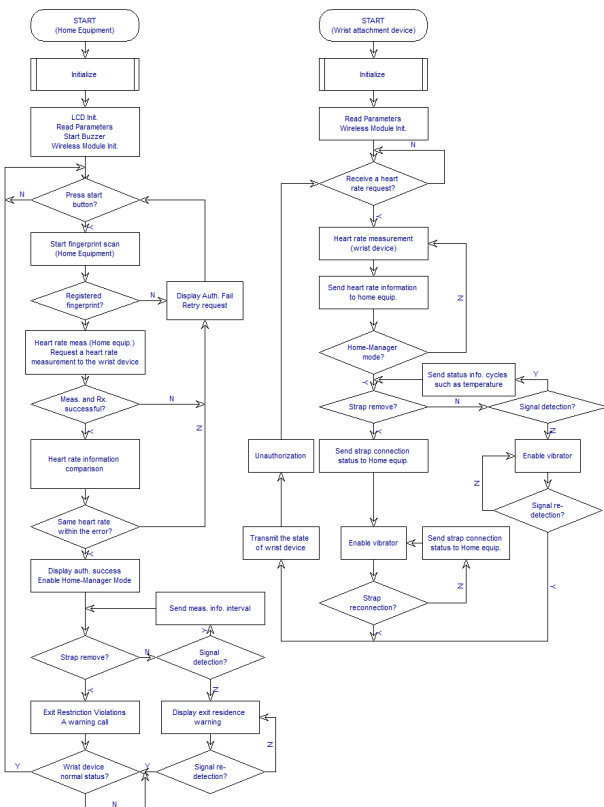 START
(Home Equipment)
Initialize
LCD Init.
Read Parameters
Start Buzzer
Wireless Module Init.
Press start
button?
N
Y
Start fingerprint scan
(Home Equipment)
Registered
fingerprint?
N
Y
Display Auth. Fail
Retry request
Heart rate meas.(Home equip.)
Request a heart rate
measurement to the wrist device
Meas. and Rx.
successful?
N
Y
N
Heart rate information
comparison
Same heart rate
within the error?
Y
Display auth. success
Enable Home-Manager Mode
Send meas. info. interval
Strap remove?
N
Y
Signal
detection?
Y
N
Exit Restriction Violations
A warning call
Display exit residence
warning
Wrist device
normal status?
Y
N
Signal re-
detection?
Y
N
START
(Wrist attachment device)
Initialize
Read Parameters
Wireless Module Init.
Receive a heart
rate request?
N
Y
Heart rate measurement
(wrist device)
Send heart rate information
to home equip.
Home-Manager
mode?
N
Y
Send status info. cycles
such as temperature
Y
Strap remove?
N
Y
Signal detection?
N
Unauthorization
Send strap connection
status to Home equip.
Enable vibrator
Signal re-
detection?
N
Y
Transmit the state
of wrist device
Enable vibrator
Send strap connection
status to Home equip.
Strap
reconnection?
N
Y